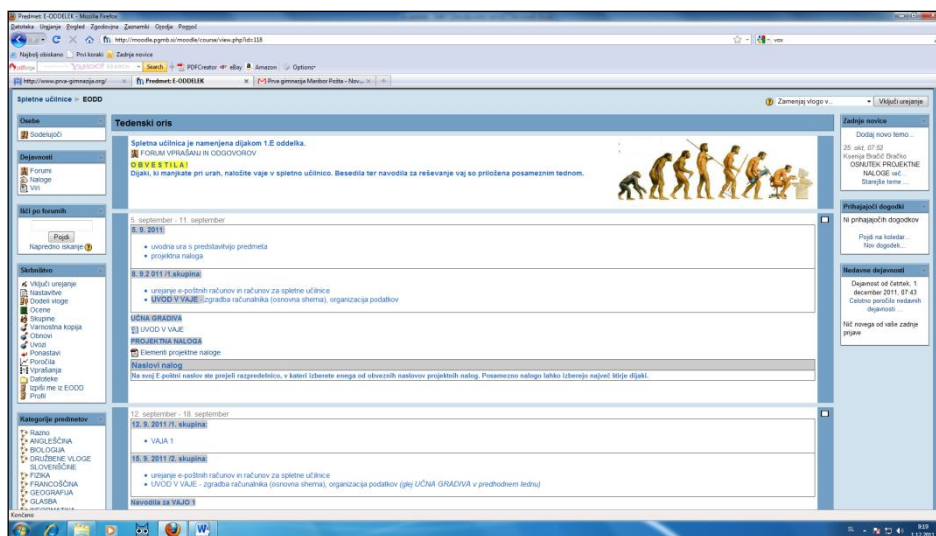 Predmet: E-ODDELEK - Mozilla Firefox
Datoteka Urejanje Pogled Zgodovina Zaznamki Orodja Pomoč
http://moodle.pgmb.si/moodle/course/view.php?id=118
Najbolj obiskano Prvi koraki Zadnje novice
Search PDFCreator eBay Amazon Options
http://www.prva-gimnazija.org/
Predmet: E-ODDELEK
Prva gimnazija Maribor Pošta - Nov...
Spletne učilnice ► EODD
Zamenjaj vlogo v...
Vključi urejanje
Osebe
Sodelujoči
Dejavnosti
Forumi
Naloge
Viri
Išči po forumih
Pojdi
Napredno iskanje
Skrbništvo
Vključi urejanje
Nastavitve
Dodeli vloge
Ocene
Skupine
Varnostna kopija
Obnovi
Uvozi
Ponastavi
Poročila
Vprašanja
Datoteke
Izpiši me iz EODD
Profil
Kategorije predmetov
Razno
ANGLEŠČINA
BIOLOGIJA
DRUŽBENE VLOGE
SLOVENŠČINE
FIZIKA
FRANCOŠČINA
GEOGRAFIJA
GLASBA
INFORMATIKA
Tedenski oris
Spletna učilnica je namenjena dijakom 1.E oddelka.
FORUM VPRAŠANJ IN ODGOVOROV
O B V E S T I L A !
Dijaki, ki manjkate pri urah, naložite vaje v spletno učilnico. Besedila ter navodila za reševanje vaj so priložena posameznim tednom.
5. september - 11. september
5. 9. 2011:
uvodna ura s predstavitvijo predmeta
projektna naloga
8. 9.2 011 /1.skupina:
urejanje e-poštnih računov in računov za spletne učilnice
UVOD V VAJE - zgradba računalnika (osnovna shema), organizacija podatkov
UČNA GRADIVA
UVOD V VAJE
PROJEKTNA NALOGA
Elementi projektne naloge
Naslovi nalog
Na svoj E-poštni naslov ste prejeli razpredelnico, v kateri izberete enega od obveznih naslovov projektnih nalog. Posamezno nalogo lahko izberejo največ štirje dijaki.
12. september - 18. september
12. 9. 2011 /1. skupina:
VAJA 1
15. 9. 2011 /2. skupina:
urejanje e-poštnih računov in računov za spletne učilnice
UVOD V VAJE - zgradba računalnika (osnovna shema), organizacija podatkov (glej UČNA GRADIVA v predhodnem tednu)
Navodila za VAJO 1
Zadnje novice
Dodaj novo temo...
25. okt, 07:52
Ksenija Bračič Bračko
OSNUTEK PROJEKTNE
NALOGE več...
Starejše teme ...
Prihajajoči dogodki
Ni prihajajočih dogodkov
Pojdi na koledar...
Nov dogodek...
Nedavne dejavnosti
Dejavnost od četrtek, 1.
december 2011, 07:43
Celotno poročilo nedavnih
dejavnosti ...
Nič novega od vaše zadnje
prijave
Končano
SL
9:19
1.12.2011